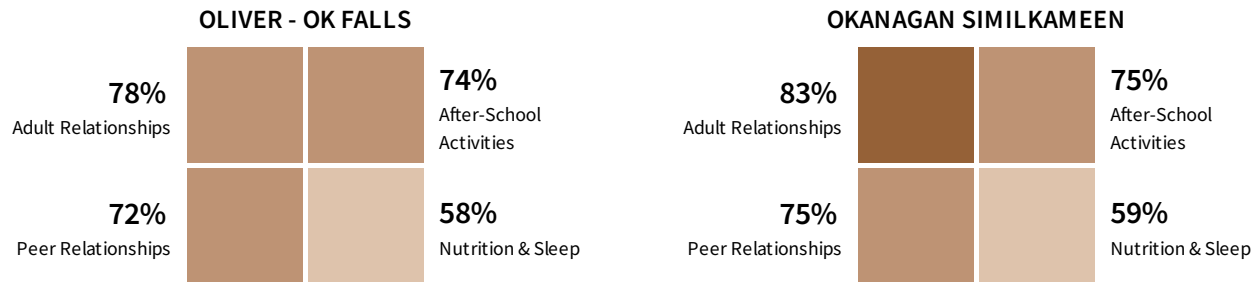 OLIVER - OK FALLS
78%
Adult Relationships
74%
After-School
Activities
72%
Peer Relationships
58%
Nutrition & Sleep
OKANAGAN SIMILKAMEEN
83%
Adult Relationships
75%
After-School
Activities
75%
Peer Relationships
59%
Nutrition & Sleep